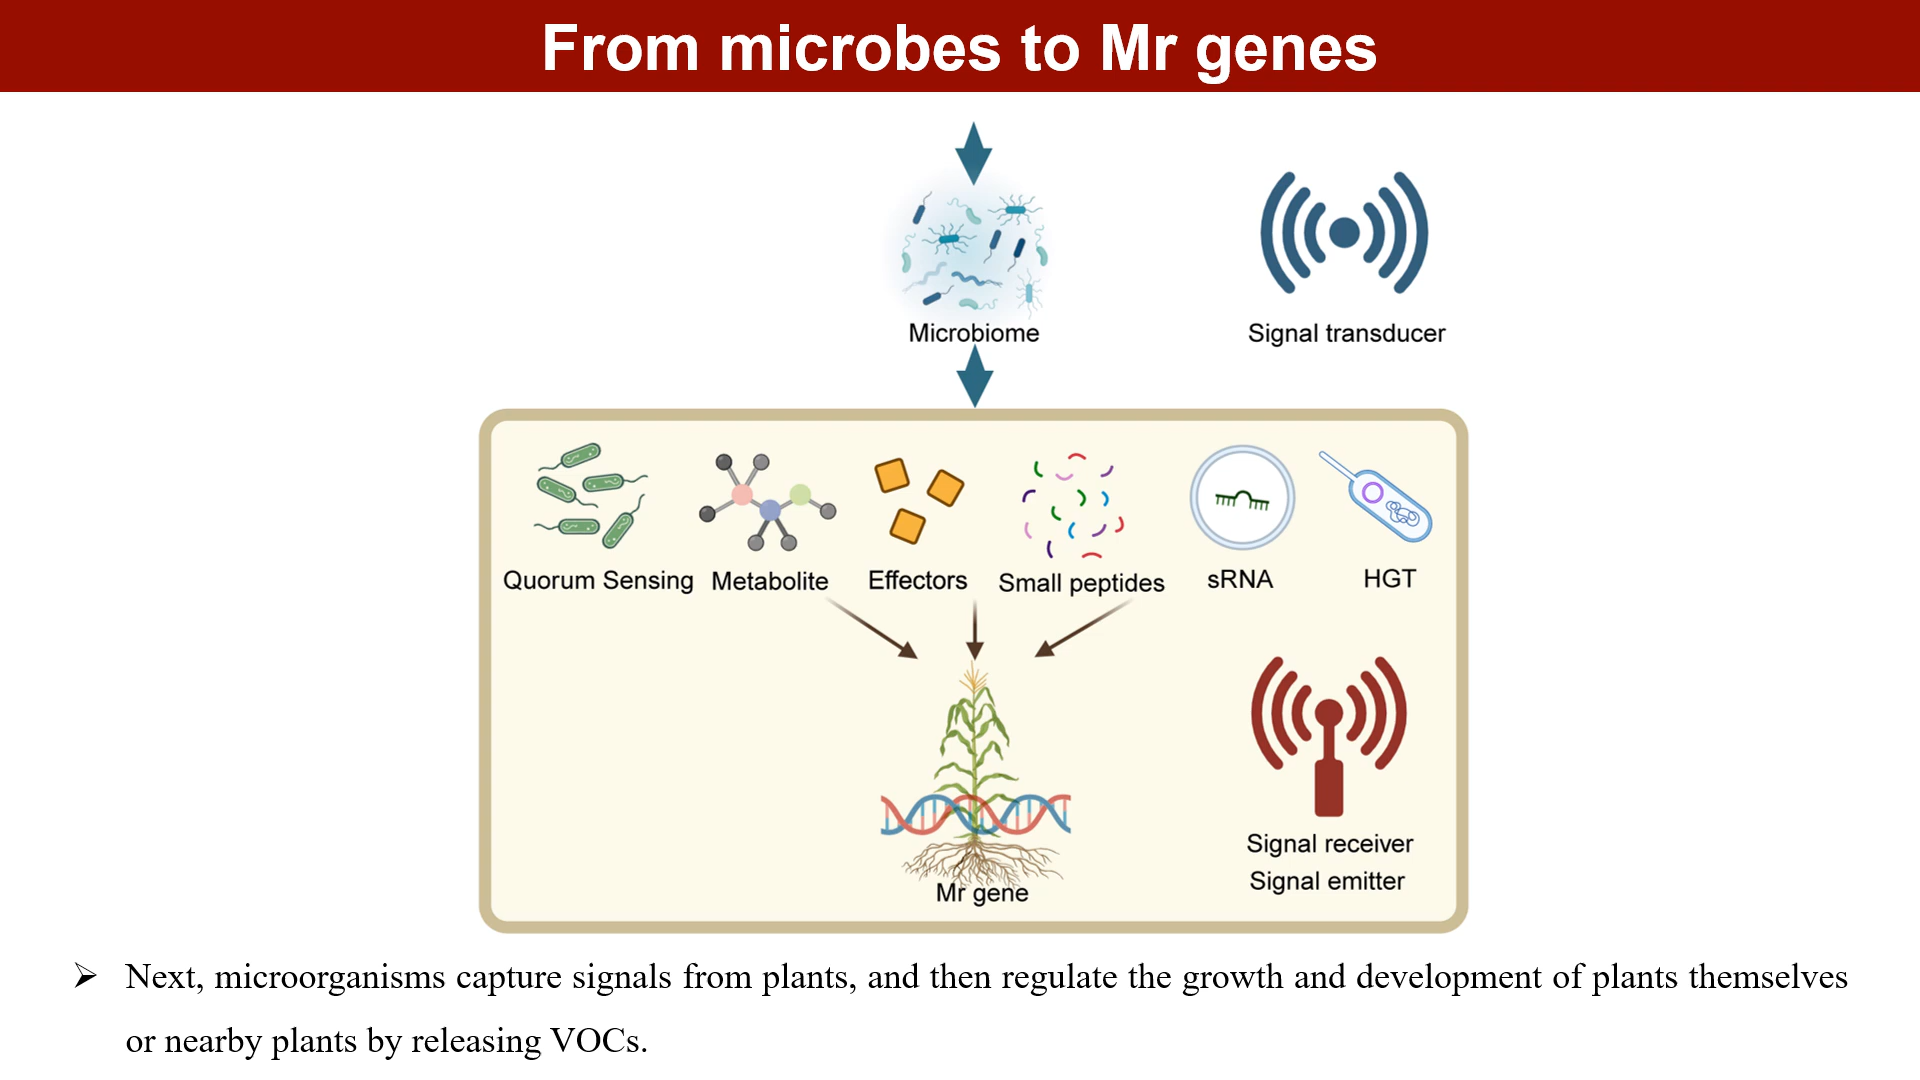 From microbes to Mr genes
Microbiome
Signal transducer
Quorum Sensing
Metabolite
Effectors
Small peptides
sRNA
HGT
Signal receiver
Signal emitter
Mr gene
➢ Next, microorganisms capture signals from plants, and then regulate the growth and development of plants themselves
or nearby plants by releasing VOCs.